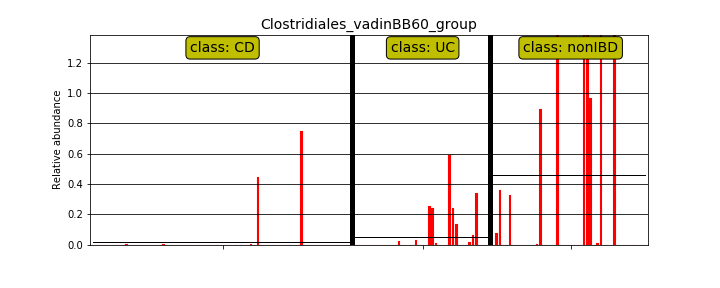 Clostridiales_vadinBB60_group
class: CD
class: UC
class: nonIBD
Relative abundance
1.2
1.0
0.8
0.6
0.4
0.2
0.0